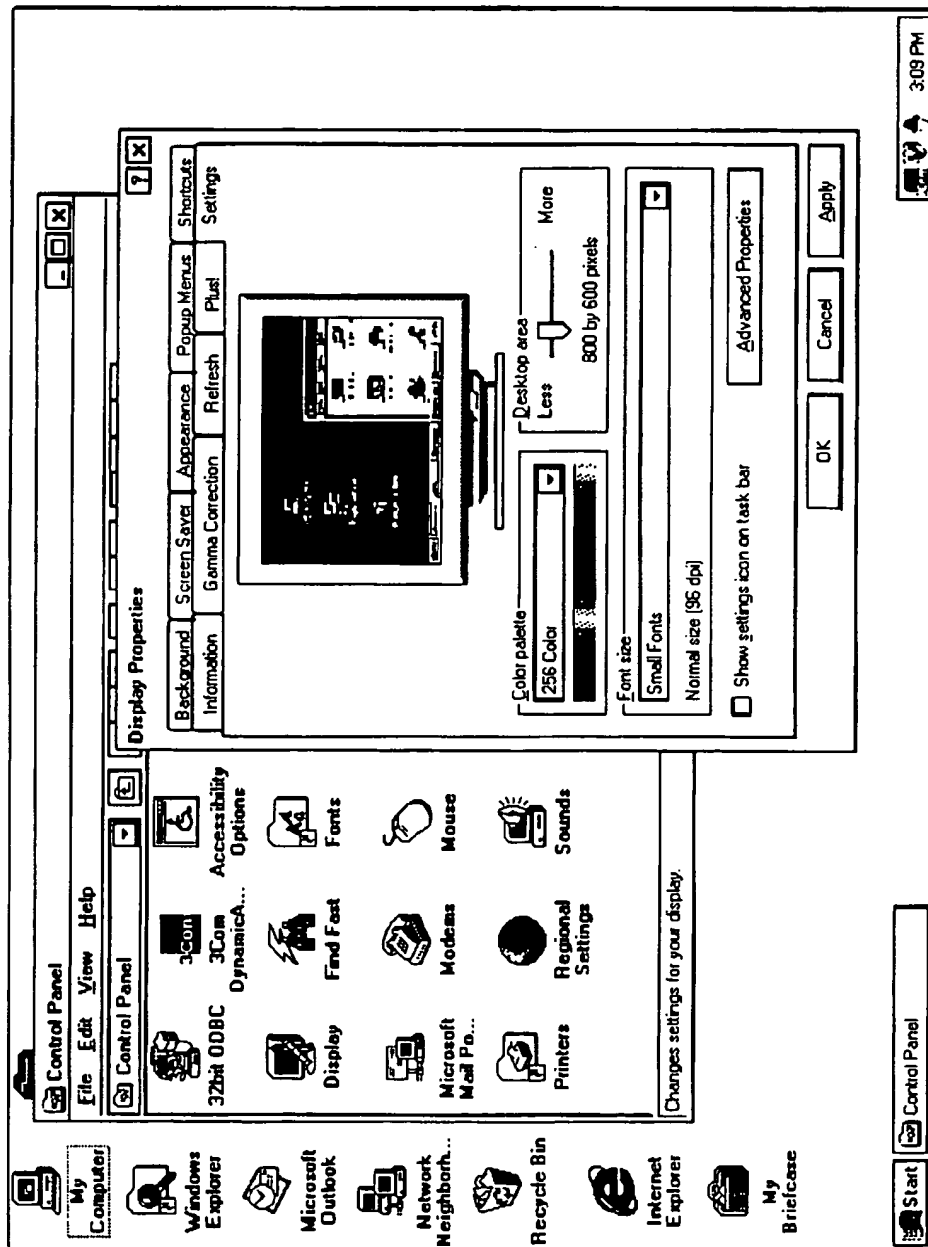 My
Computer
Windows
Explorer
Microsoft
Outlook
Network
Neighborh...
Recycle Bin
Internet
Explorer
My
Briefcase
Control Panel
File Edit View Help
Control Panel
32bit ODBC
3Com
3Com
DynamicA...
Accessibility
Options
Display
Find Fast
Fonts
Microsoft
Mail Po...
Modems
Mouse
Printers
Regional
Settings
Sounds
Changes settings for your display.
Display Properties
Background Screen Saver Appearance Popup Menus Shortcuts
Information Gamma Correction Refresh Plus! Settings
Color palette
256 Color
Desktop area
Less More
800 by 600 pixels
Font size
Small Fonts
Normal size (96 dpi)
Show settings icon on task bar
Advanced Properties
OK Cancel Apply
Start Control Panel 3:09 PM